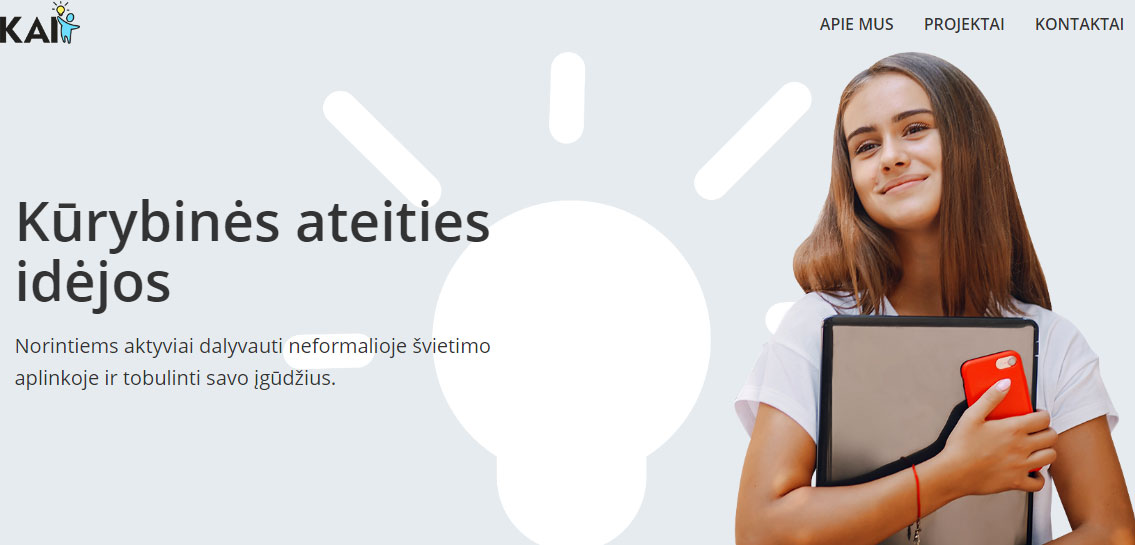 KAI
APIE MUS PROJEKTAI KONTAKTAI
Kūrybinės ateities
idėjos
Norintiems aktyviai dalyvauti neformalioje švietimo
aplinkoje ir tobulinti savo įgūdžius.